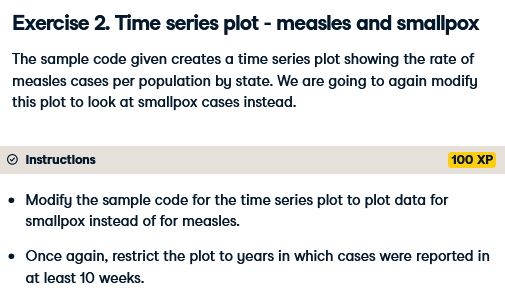 Exercise 2. Time series plot - measles and smallpox
The sample code given creates a time series plot showing the rate of
measles cases per population by state. We are going to again modify
this plot to look at smallpox cases instead.
Instructions
100 XP
Modify the sample code for the time series plot to plot data for
smallpox instead of for measles.
Once again, restrict the plot to years in which cases were reported in
at least 10 weeks.